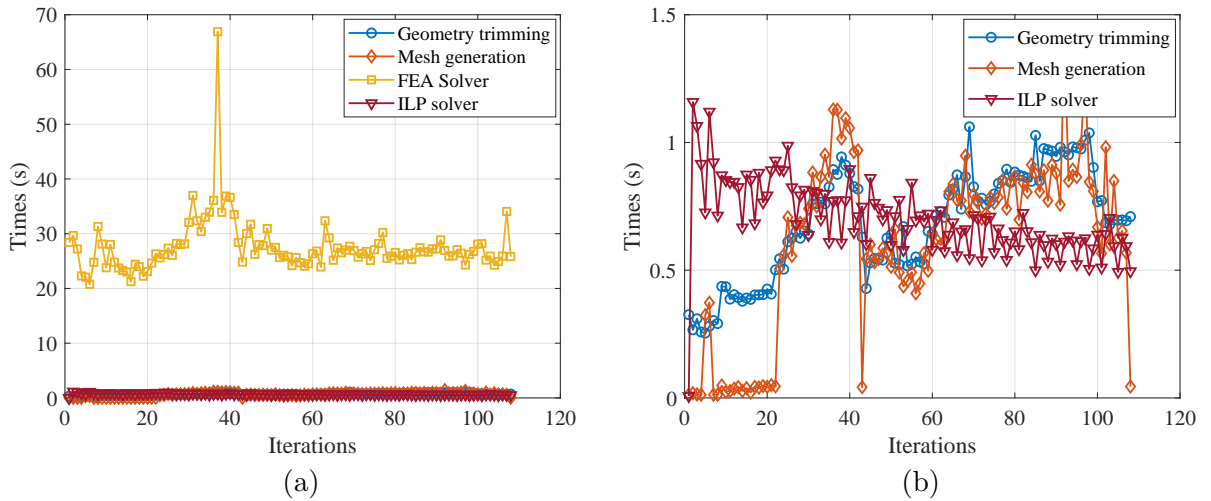 70
60
50
40
30
20
10
0
Times (s)
0 20 40 60 80 100 120
Iterations
Geometry trimming
Mesh generation
FEA Solver
ILP solver
(a)
1.5
1
0.5
0
Times (s)
0 20 40 60 80 100 120
Iterations
Geometry trimming
Mesh generation
ILP solver
(b)